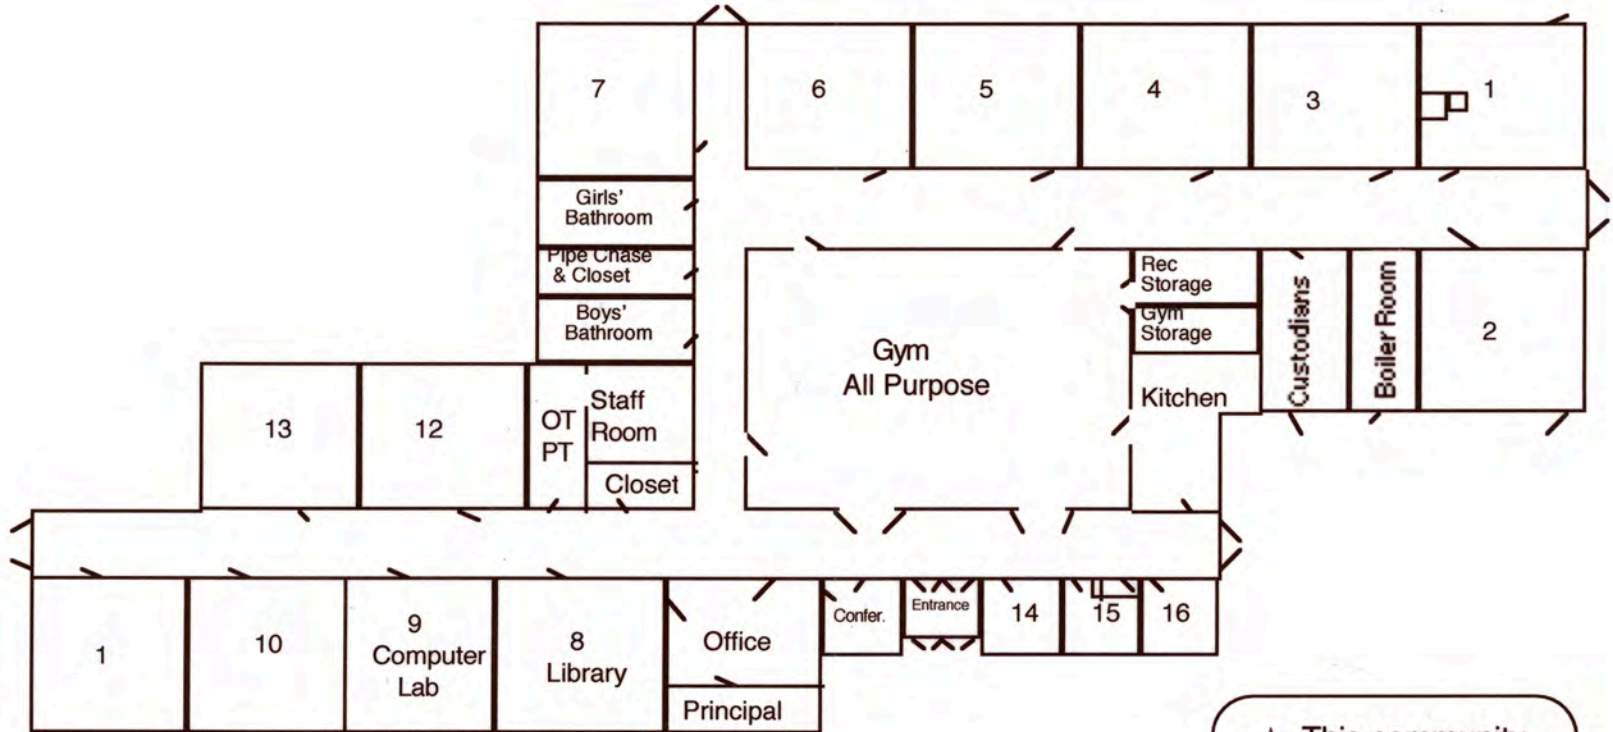 7
6
5
4
3
1
Girls'
Bathroom
Pipe Chase
& Closet
Boys'
Bathroom
Rec
Storage
Gym
Storage
Custodians
Boiler Room
2
Gym
All Purpose
Kitchen
13
12
OT
PT
Staff
Room
Closet
1
10
9
Computer
Lab
8
Library
Office
Principal
Confer.
Entrance
14
15
16
This community